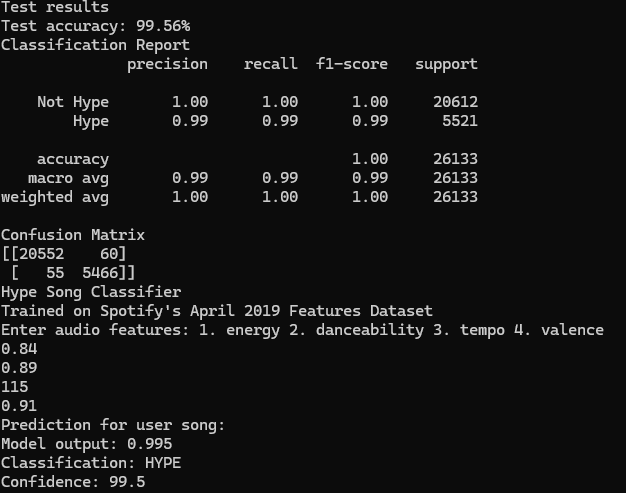 Test results
Test accuracy: 99.56%
Classification Report
              precision    recall  f1-score   support

    Not Hype       1.00      1.00      1.00     20612
        Hype       0.99      0.99      0.99      5521

    accuracy                           1.00     26133
   macro avg       0.99      0.99      0.99     26133
weighted avg       1.00      1.00      1.00     26133

Confusion Matrix
[[20552    60]
 [   55  5466]]
Hype Song Classifier
Trained on Spotify's April 2019 Features Dataset
Enter audio features: 1. energy 2. danceability 3. tempo 4. valence
0.84
0.89
115
0.91
Prediction for user song:
Model output: 0.995
Classification: HYPE
Confidence: 99.5